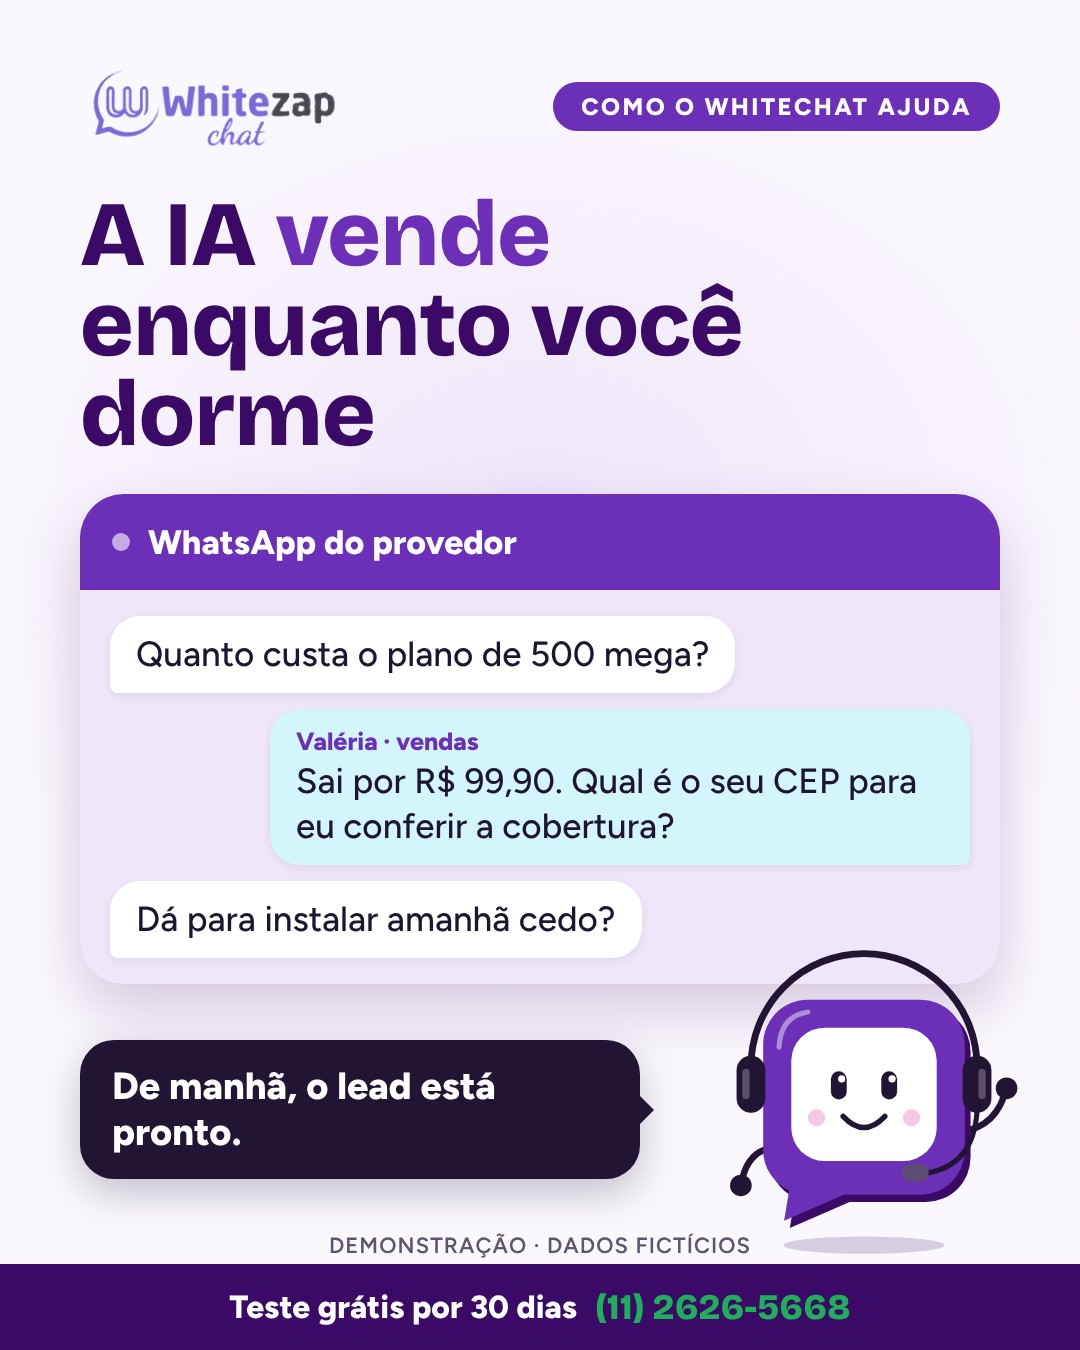 Whitezap
chat
COMO O WHITECHAT AJUDA
A IA vende
enquanto você
dorme
WhatsApp do provedor
Quanto custa o plano de 500 mega?
Valéria · vendas
Sai por R$ 99,90. Qual é o seu CEP para
eu conferir a cobertura?
Dá para instalar amanhã cedo?
De manhã, o lead está
pronto.
DEMONSTRAÇÃO · DADOS FICTÍCIOS
Teste grátis por 30 dias (11) 2626-5668